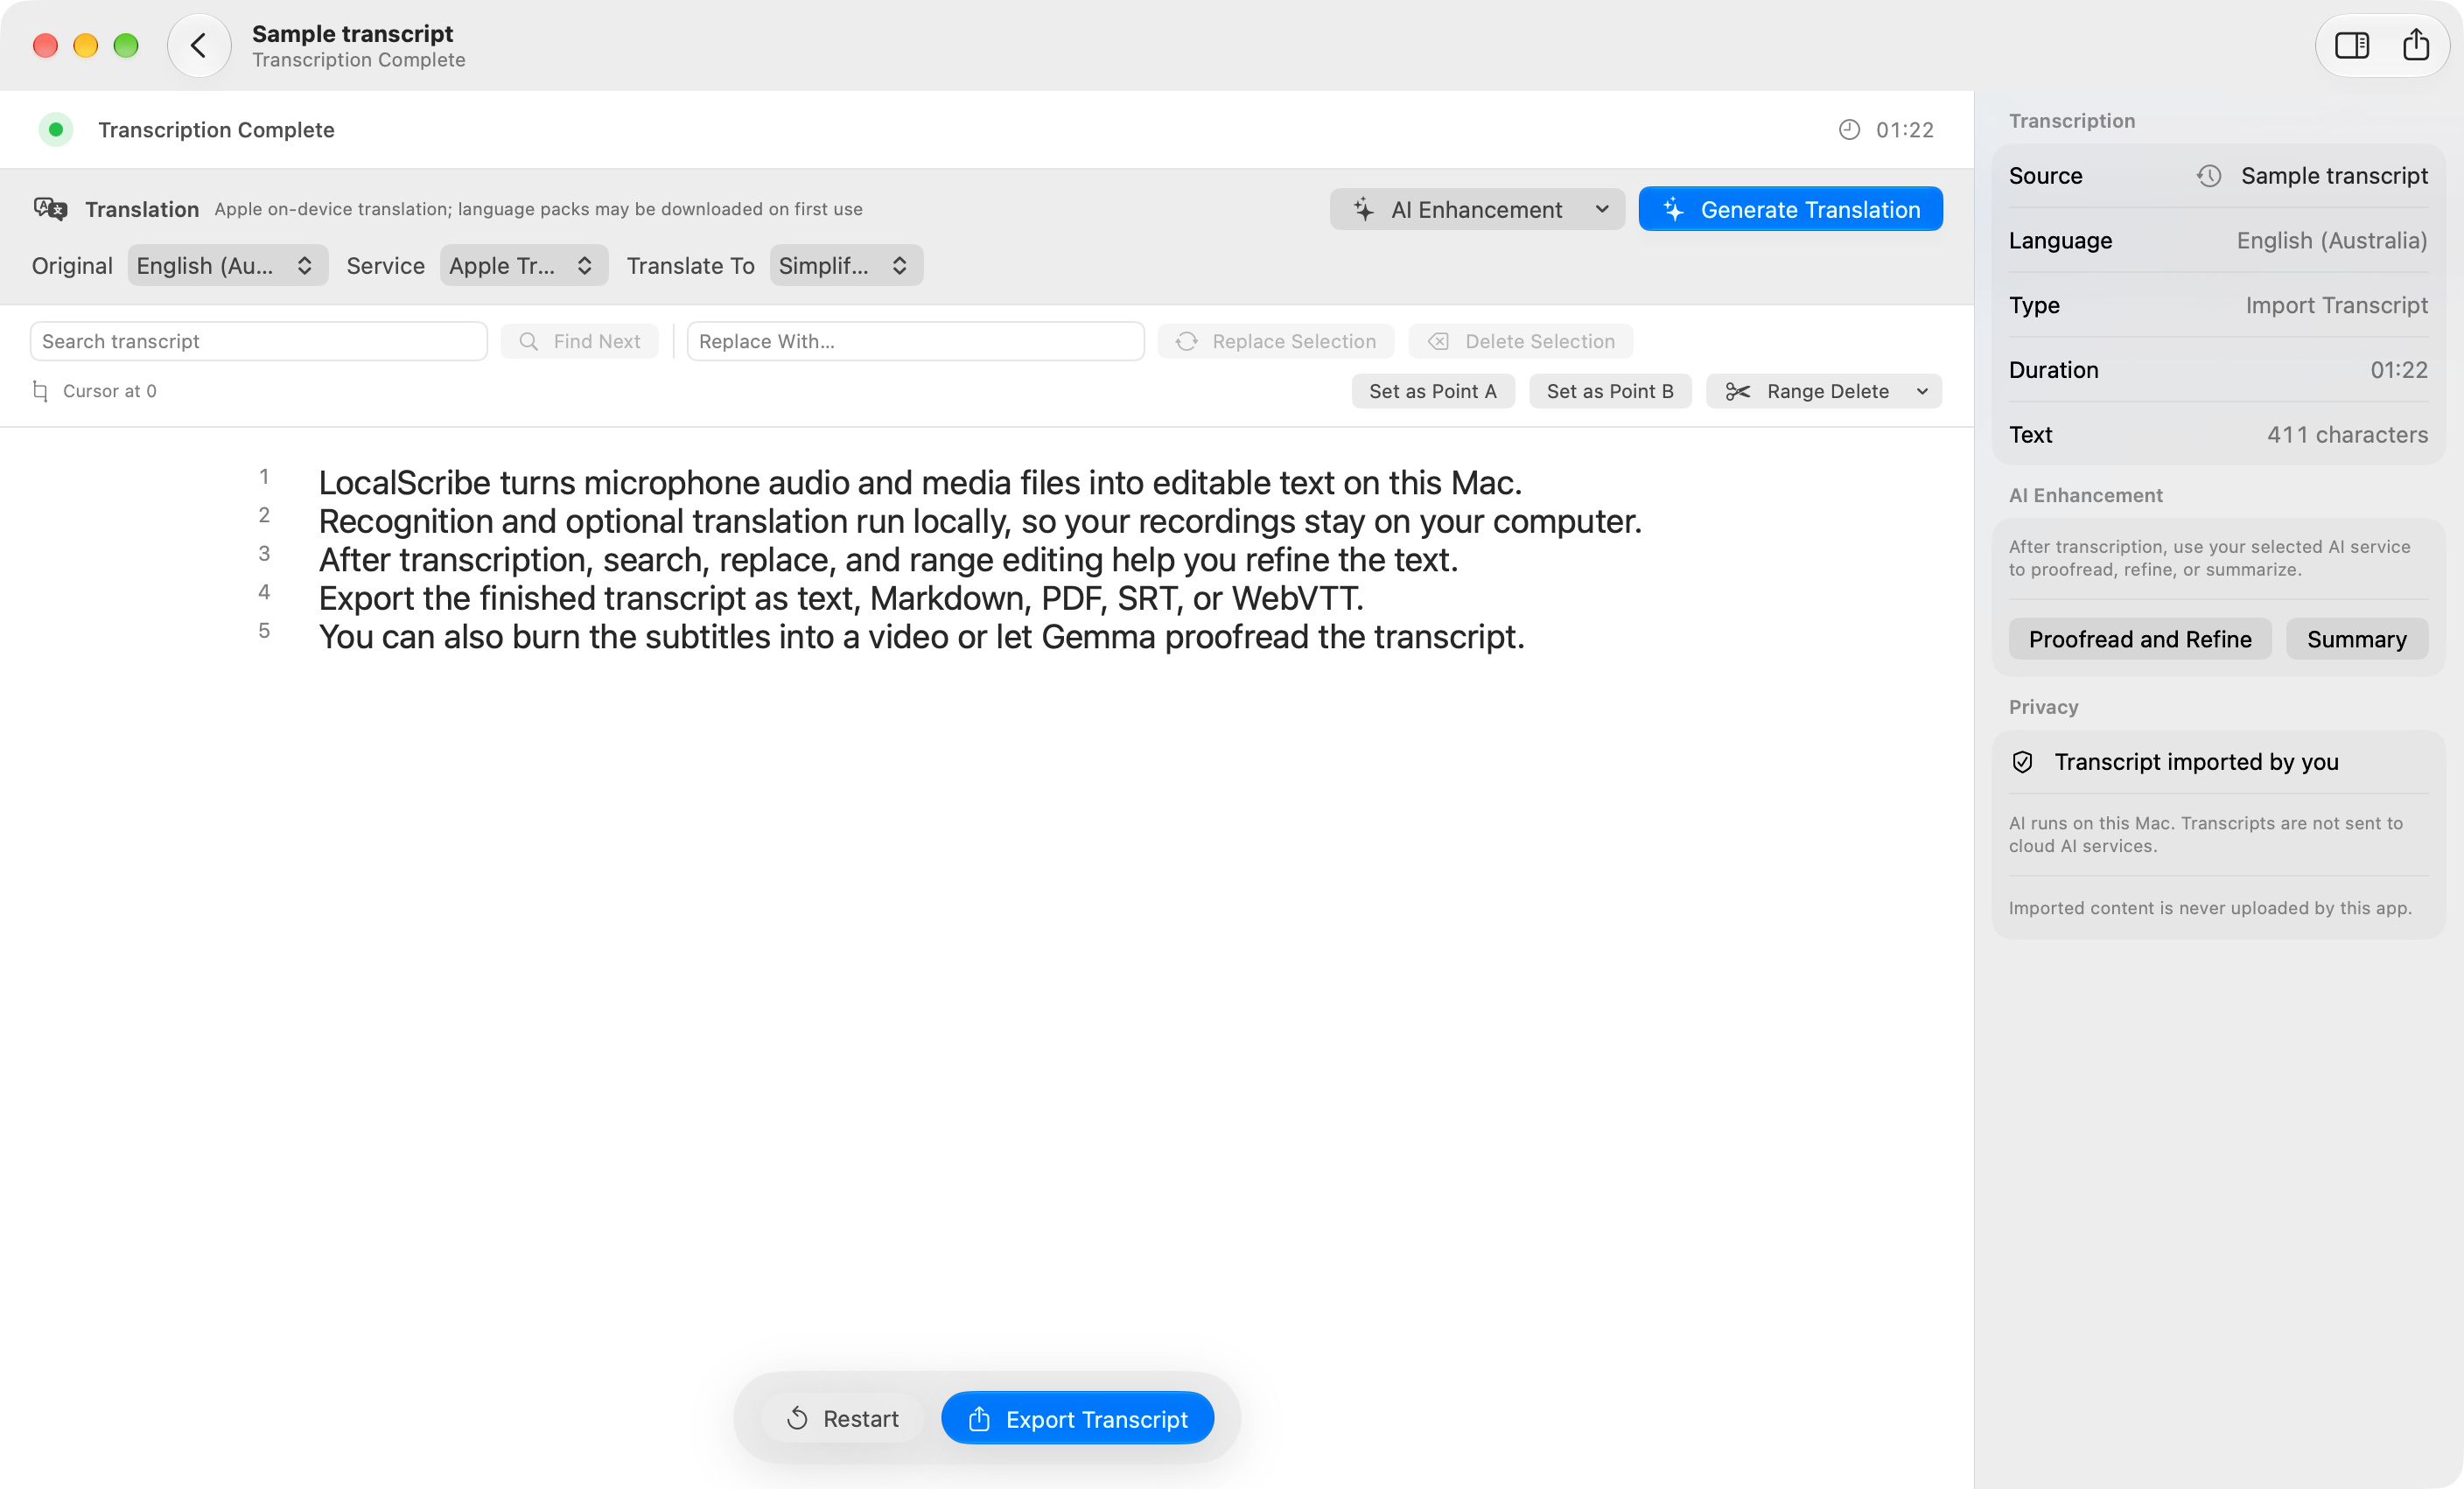 Sample transcript
Transcription Complete
Transcription Complete
01:22
Translation Apple on-device translation; language packs may be downloaded on first use
AI Enhancement
Generate Translation
Original English (Au... Service Apple Tr... Translate To Simplif...
Search transcript
Find Next
Replace With...
Replace Selection
Delete Selection
Cursor at 0
Set as Point A
Set as Point B
Range Delete
1 LocalScribe turns microphone audio and media files into editable text on this Mac.
2 Recognition and optional translation run locally, so your recordings stay on your computer.
3 After transcription, search, replace, and range editing help you refine the text.
4 Export the finished transcript as text, Markdown, PDF, SRT, or WebVTT.
5 You can also burn the subtitles into a video or let Gemma proofread the transcript.
Restart
Export Transcript
Transcription
Source Sample transcript
Language English (Australia)
Type Import Transcript
Duration 01:22
Text 411 characters
AI Enhancement
After transcription, use your selected AI service
to proofread, refine, or summarize.
Proofread and Refine
Summary
Privacy
Transcript imported by you
AI runs on this Mac. Transcripts are not sent to
cloud AI services.
Imported content is never uploaded by this app.